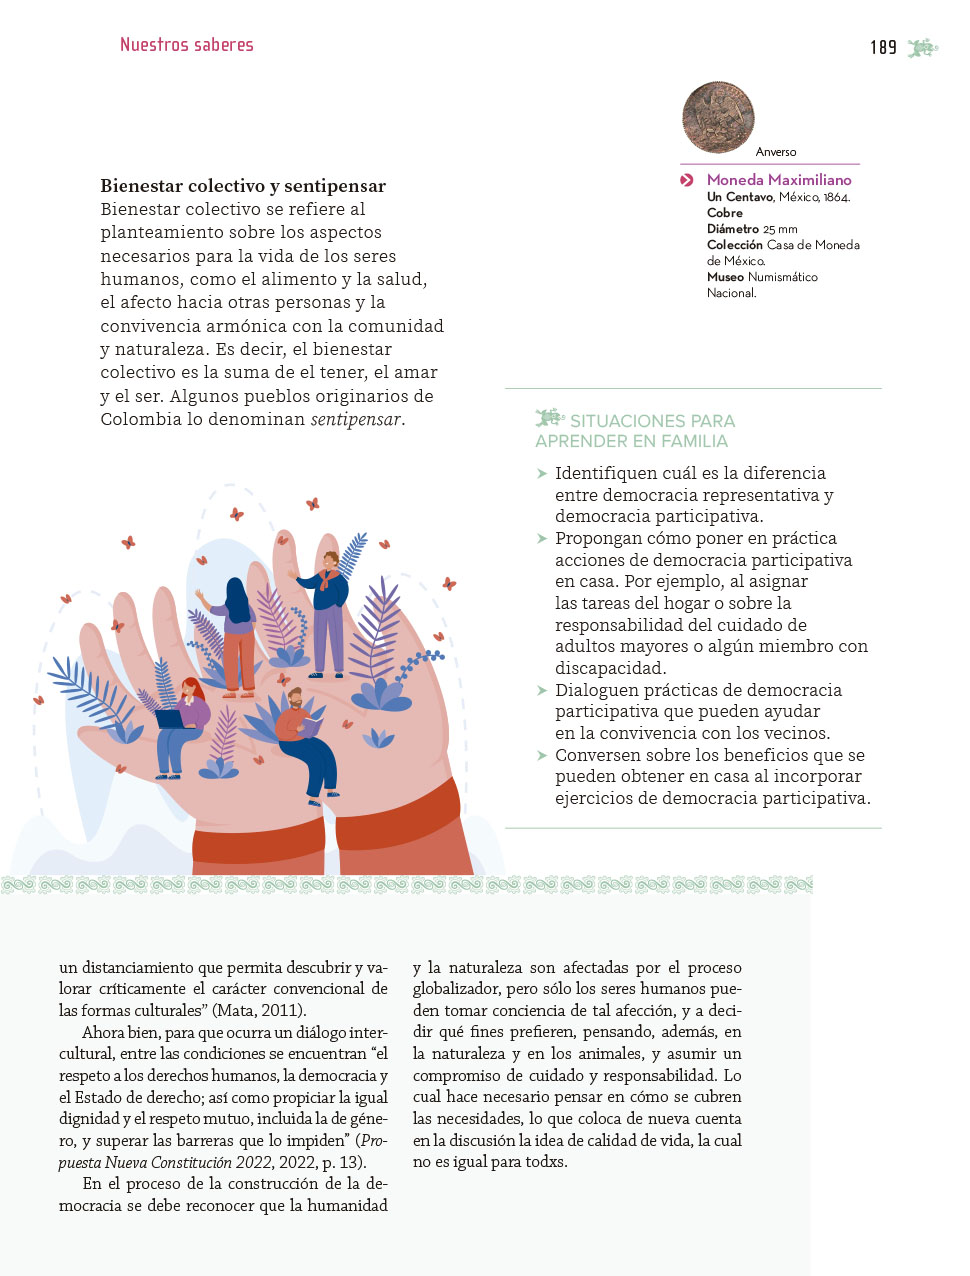 Nuestros saberes
189
Anverso
Moneda Maximiliano
Un Centavo, México, 1864.
Cobre
Diámetro 25 mm
Colección Casa de Moneda
de México.
Museo Numismático
Nacional.
Bienestar colectivo y sentipensar
Bienestar colectivo se refiere al
planteamiento sobre los aspectos
necesarios para la vida de los seres
humanos, como el alimento y la salud,
el afecto hacia otras personas y la
convivencia armónica con la comunidad
y naturaleza. Es decir, el bienestar
colectivo es la suma de el tener, el amar
y el ser. Algunos pueblos originarios de
Colombia lo denominan sentipensar.
SITUACIONES PARA
APRENDER EN FAMILIA
Identifiquen cuál es la diferencia
entre democracia representativa y
democracia participativa.
Propongan cómo poner en práctica
acciones de democracia participativa
en casa. Por ejemplo, al asignar
las tareas del hogar o sobre la
responsabilidad del cuidado de
adultos mayores o algún miembro con
discapacidad.
Dialoguen prácticas de democracia
participativa que pueden ayudar
en la convivencia con los vecinos.
Conversen sobre los beneficios que se
pueden obtener en casa al incorporar
ejercicios de democracia participativa.
un distanciamiento que permita descubrir y va-
lorar críticamente el carácter convencional de
las formas culturales” (Mata, 2011).
Ahora bien, para que ocurra un diálogo inter-
cultural, entre las condiciones se encuentran “el
respeto a los derechos humanos, la democracia y
el Estado de derecho; así como propiciar la igual
dignidad y el respeto mutuo, incluida la de géne-
ro, y superar las barreras que lo impiden” (Pro-
puesta Nueva Constitución 2022, 2022, p. 13).
En el proceso de la construcción de la de-
mocracia se debe reconocer que la humanidad
y la naturaleza son afectadas por el proceso
globalizador, pero sólo los seres humanos pue-
den tomar conciencia de tal afección, y a deci-
dir qué fines prefieren, pensando, además, en
la naturaleza y en los animales, y asumir un
compromiso de cuidado y responsabilidad. Lo
cual hace necesario pensar en cómo se cubren
las necesidades, lo que coloca de nueva cuenta
en la discusión la idea de calidad de vida, la cual
no es igual para todxs.